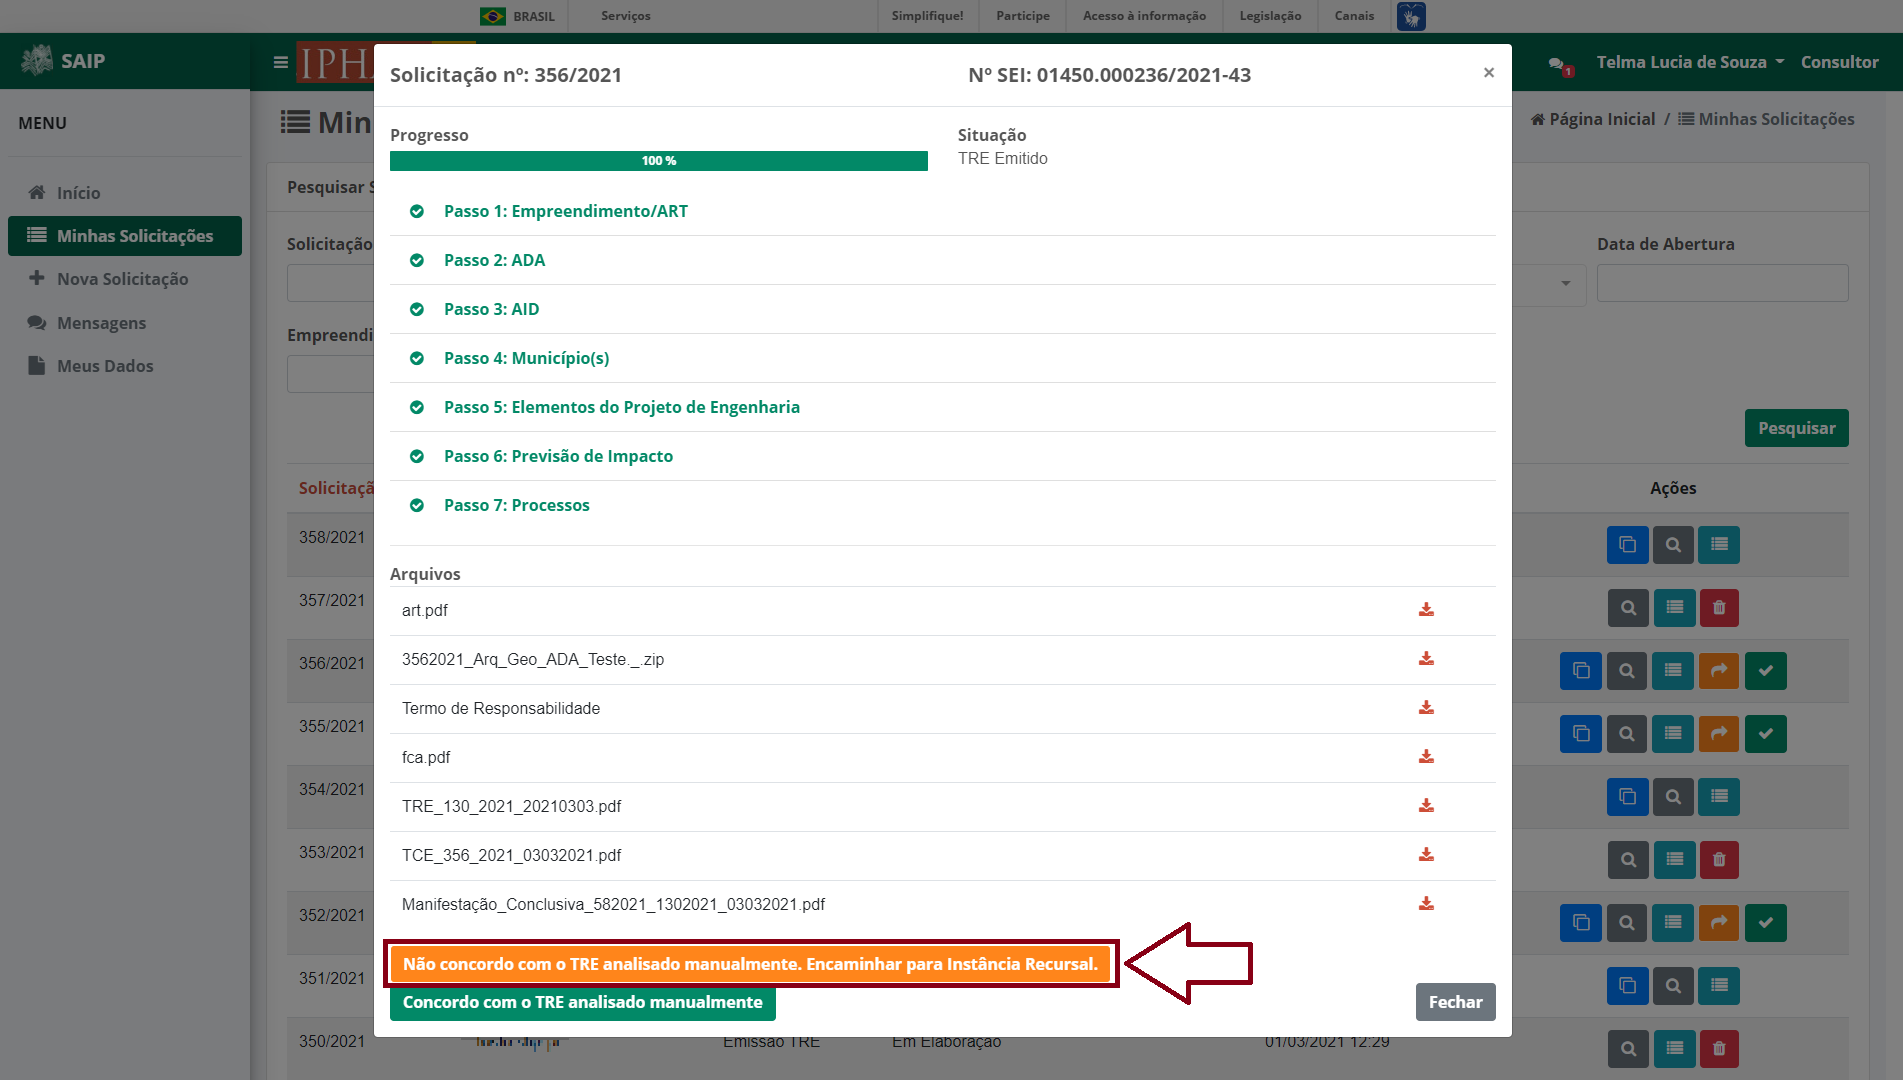 BRASIL
Serviços
Simplifique!
Participe
Acesso à informação
Legislação
Canais
SAIP
IPH
1
Telma Lucia de Souza
Consultor
MENU
Início
Minhas Solicitações
Nova Solicitação
Mensagens
Meus Dados
Min
Página Inicial / Minhas Solicitações
Pesquisar S
Solicitação
Data de Abertura
Empreendi
Pesquisar
Solicitação nº: 356/2021
Nº SEI: 01450.000236/2021-43
×
Progresso
100 %
Situação
TRE Emitido
Passo 1: Empreendimento/ART
Passo 2: ADA
Passo 3: AID
Passo 4: Município(s)
Passo 5: Elementos do Projeto de Engenharia
Passo 6: Previsão de Impacto
Passo 7: Processos
Arquivos
art.pdf
3562021_Arq_Geo_ADA_Teste._.zip
Termo de Responsabilidade
fca.pdf
TRE_130_2021_20210303.pdf
TCE_356_2021_03032021.pdf
Manifestação_Conclusiva_582021_1302021_03032021.pdf
Não concordo com o TRE analisado manualmente. Encaminhar para Instância Recursal.
Concordo com o TRE analisado manualmente
Fechar
Solicitaçã
Ações
358/2021
357/2021
356/2021
355/2021
354/2021
353/2021
352/2021
351/2021
350/2021
Emissão TRE
Em Elaboração
01/03/2021 12:29